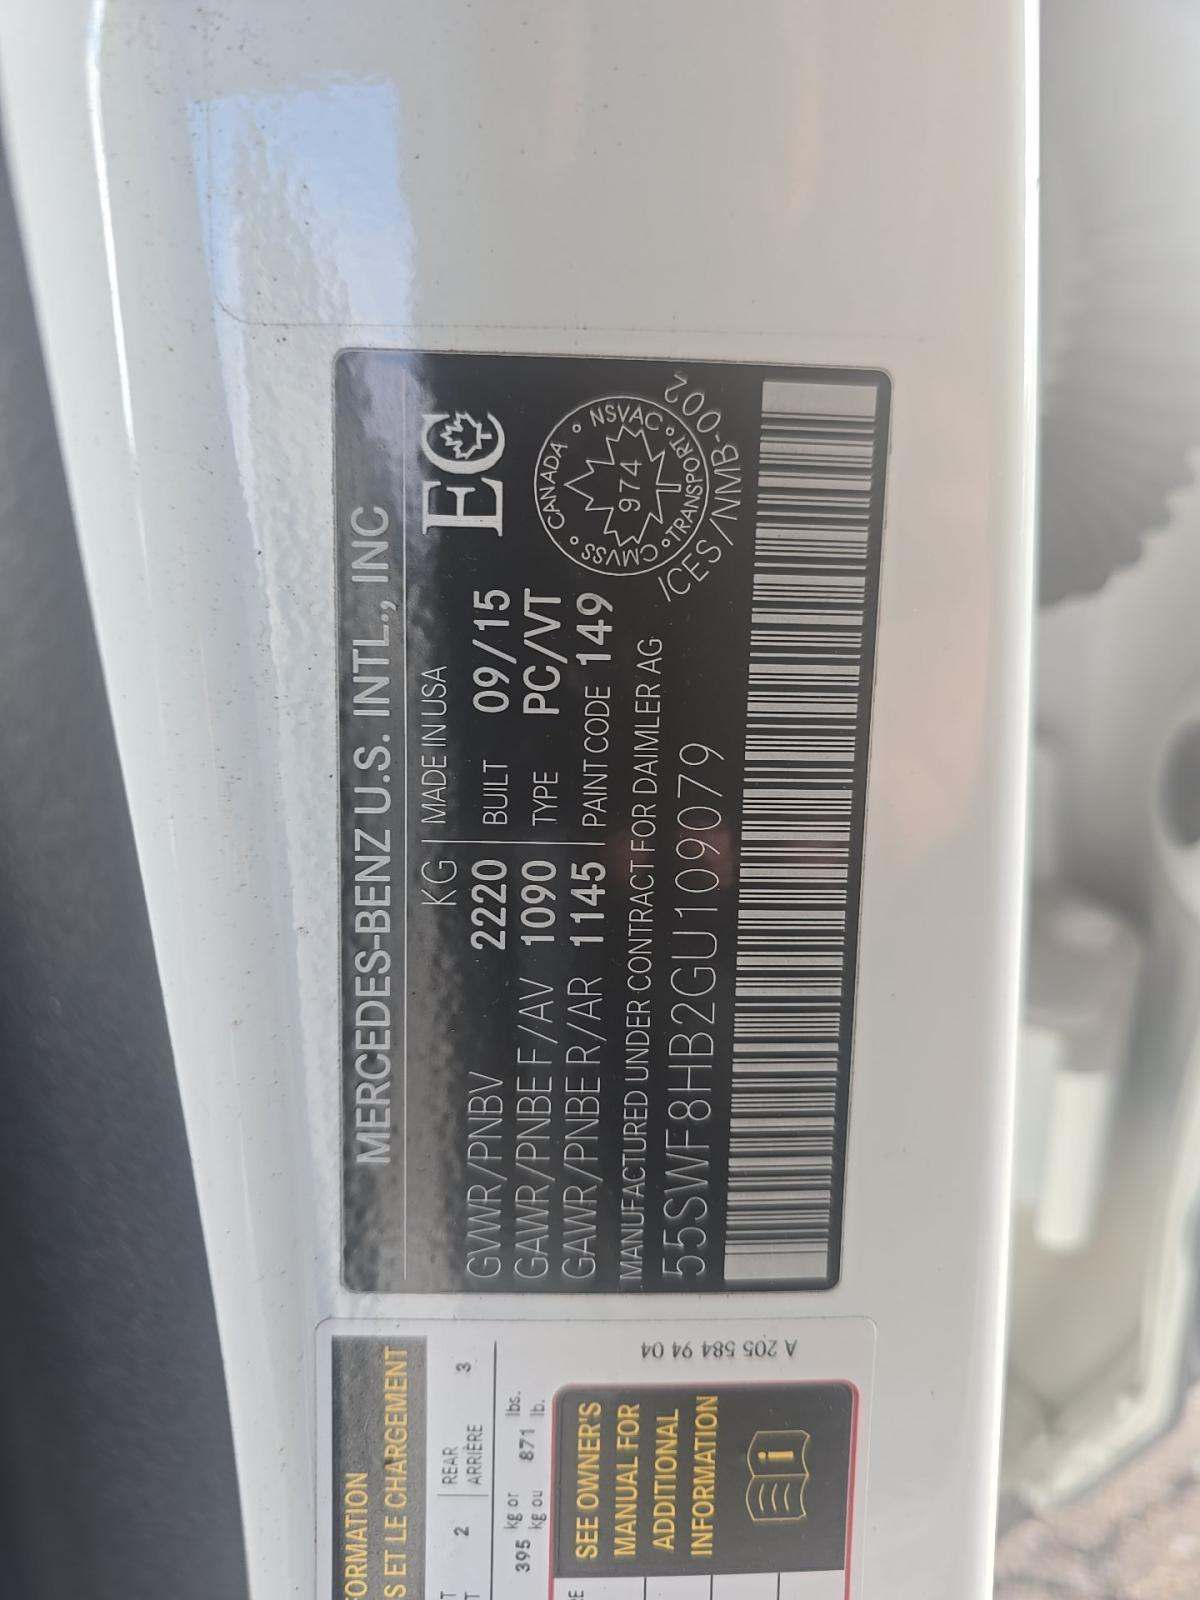 MERCEDES-BENZ U.S. INTL., INC
KG MADE IN USA
GVWR/PNBV 2220 BUILT 09/15
GAWR/PNBE F/AV 1090 TYPE PC/VT
GAWR/PNBE R/AR 1145 PAINT CODE 149
MANUFACTURED UNDER CONTRACT FOR DAIMLER AG
55SWF8HB2GU109079
EC
CANADA
NSVAC
TRANSPORT
CMVSS
974
ICES/NMB-002
ORMATION
S ET LE CHARGEMENT
2 REAR 3
ARRIÈRE
395 kg or 871 lbs.
kg ou lb.
SEE OWNER'S
MANUAL FOR
ADDITIONAL
INFORMATION
i
A 205 584 94 04